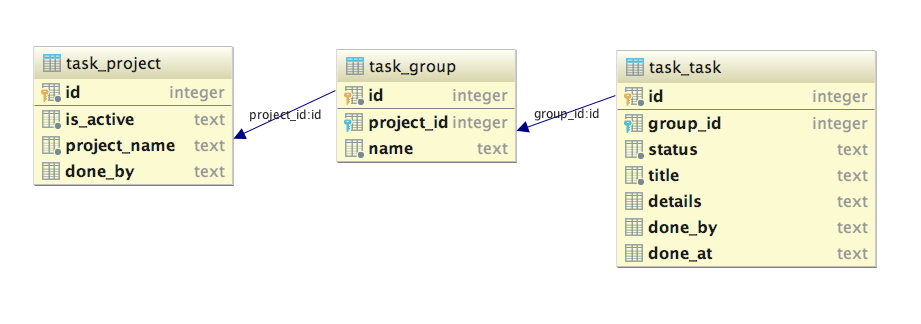 task_project
id integer
is_active text
project_name text
done_by text
project_id:id
task_group
id integer
project_id integer
name text
group_id:id
task_task
id integer
group_id integer
status text
title text
details text
done_by text
done_at text